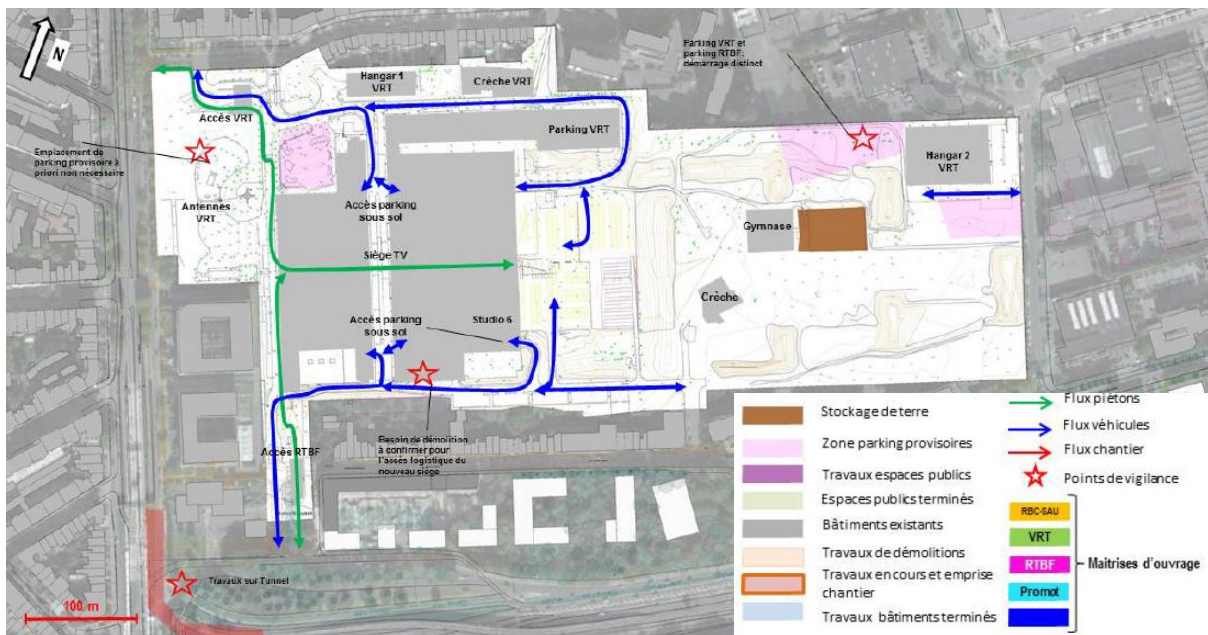 N
Parking VRT et
parking RTBF:
démarrage distinct
Hangar 1
VRT
Crèche VRT
Accès VRT
Parking VRT
Emplacement de
parking provisoire à
priori non nécessaire
Hangar 2
VRT
Antennes
VRT
Accès parking
sous sol
Gymnase
Siège TV
Crèche
Accès parking
sous sol
Studio 6
Besoin de démolition
à confirmer pour
l'accès logistique du
nouveau siège
Accès RTBF
Travaux sur Tunnel
100 m
Stockage de terre
Zone parking provisoires
Travaux espaces publics
Espaces publics terminés
Bâtiments existants
Travaux de démolitions
Travaux en cours et emprise
chantier
Travaux bâtiments terminés
Flux piétons
Flux véhicules
Flux chantier
Points de vigilance
RBC-SAU
VRT
RTBF
Promot
Maitrises d'ouvrage